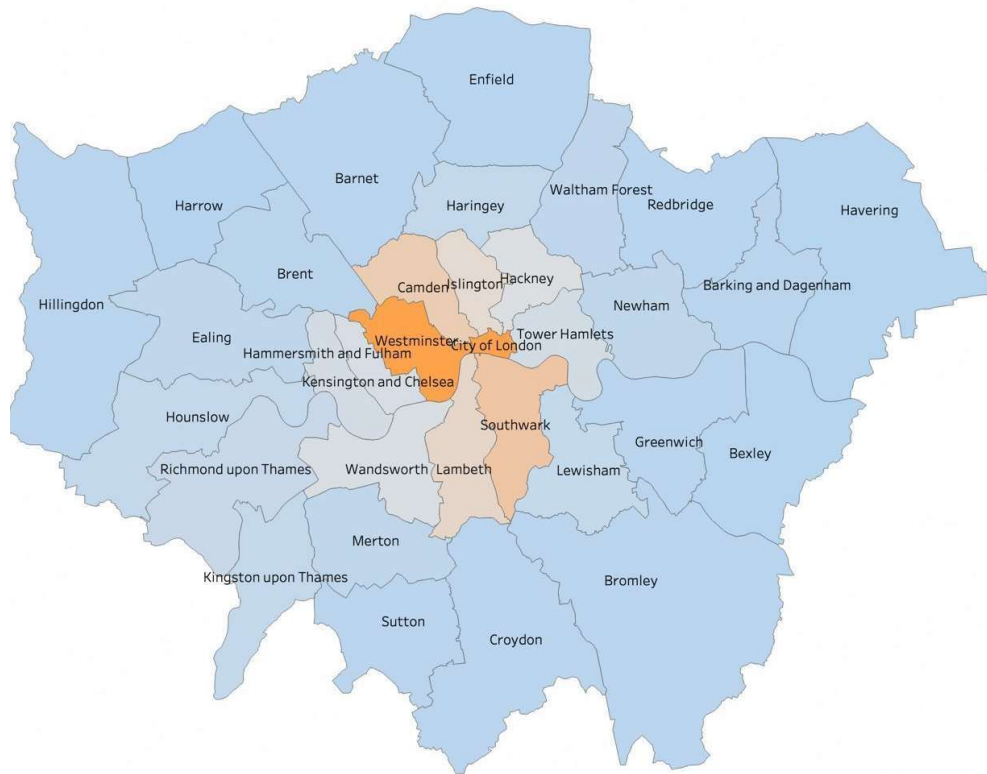 Enfield
Barnet
Waltham Forest
Harrow
Haringey
Redbridge
Havering
Brent
Hackney
Camden
Islington
Barking and Dagenham
Hillingdon
Newham
Ealing
Tower Hamlets
Westminster
City of London
Hammersmith and Fulham
Kensington and Chelsea
Hounslow
Southwark
Greenwich
Bexley
Richmond upon Thames
Wandsworth
Lambeth
Lewisham
Merton
Kingston upon Thames
Bromley
Sutton
Croydon